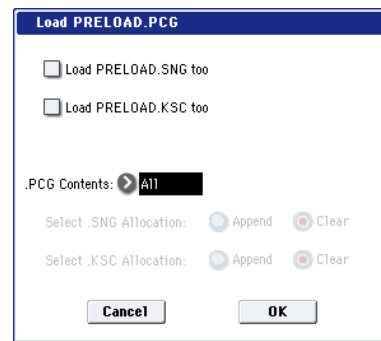 Load PRELOAD.PCG
Load PRELOAD.SNG too
Load PRELOAD.KSC too
.PCG Contents: All
Select .SNG Allocation: Append Clear
Select .KSC Allocation: Append Clear
Cancel OK